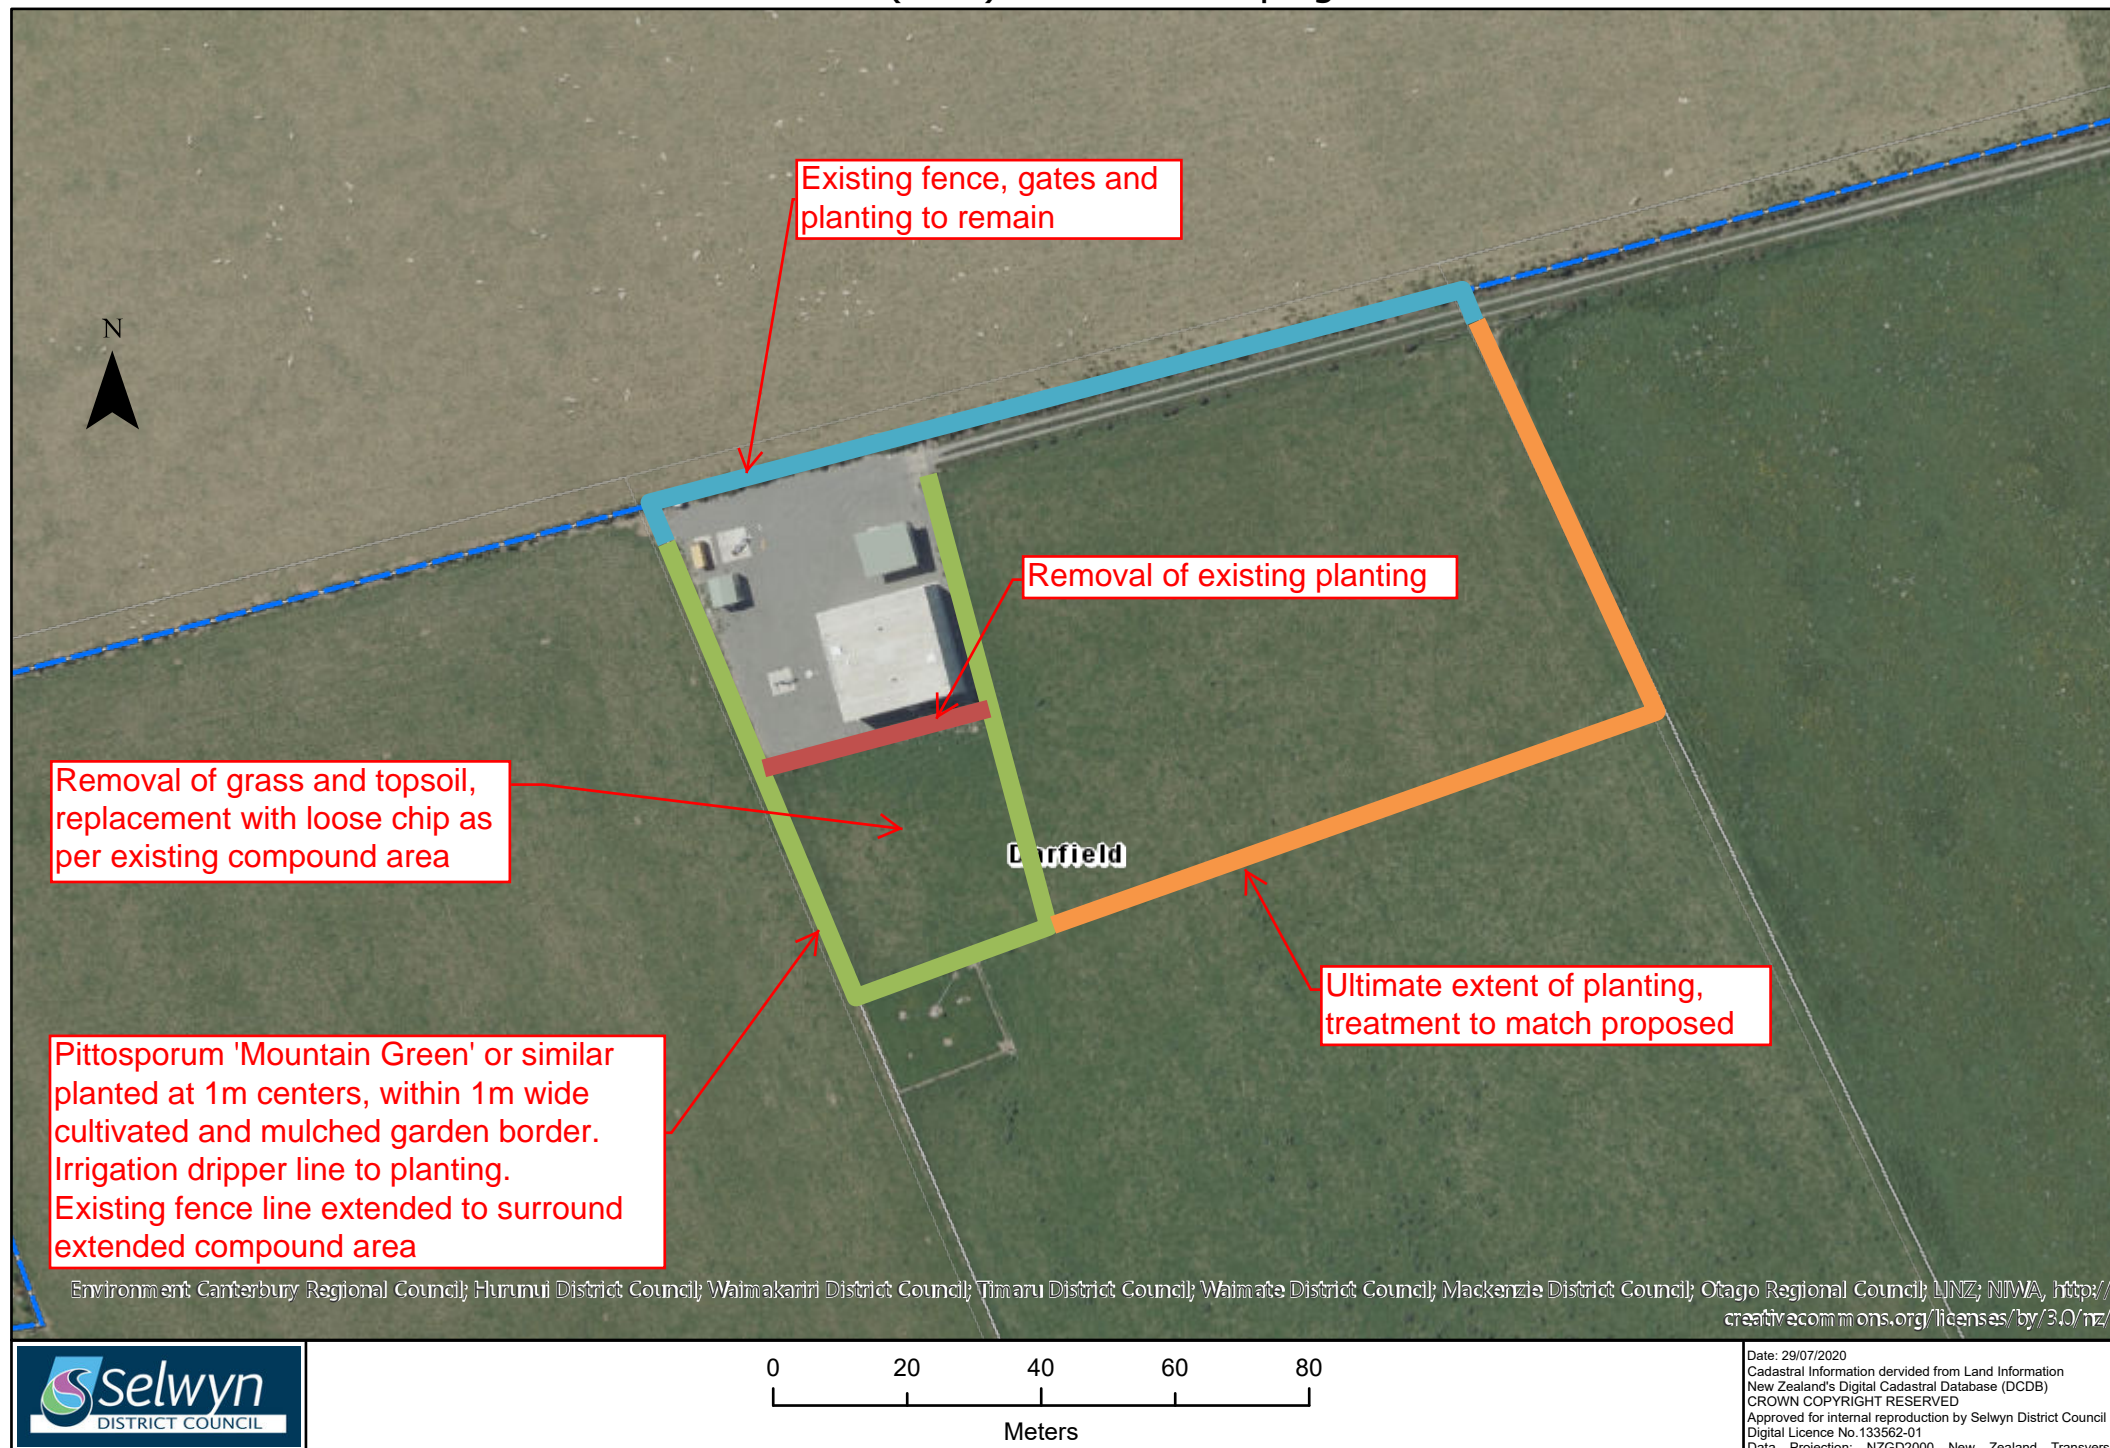 Existing fence, gates and
planting to remain
N
Removal of existing planting
Removal of grass and topsoil,
replacement with loose chip as
per existing compound area
Darfield
Ultimate extent of planting,
treatment to match proposed
Pittosporum 'Mountain Green' or similar
planted at 1m centers, within 1m wide
cultivated and mulched garden border.
Irrigation dripper line to planting.
Existing fence line extended to surround
extended compound area
Environment Canterbury Regional Council; Hurunui District Council; Waimakariri District Council; Timaru District Council; Waimate District Council; Mackenzie District Council; Otago Regional Council; LINZ; NIWA, http://
creativecommons.org/licenses/by/3.0/nz/
Selwyn
DISTRICT COUNCIL
0 20 40 60 80
Meters
Date: 29/07/2020
Cadastral Information dervided from Land Information
New Zealand's Digital Cadastral Database (DCDB)
CROWN COPYRIGHT RESERVED
Approved for internal reproduction by Selwyn District Council
Digital Licence No.133562-01
Data Projection: NZGD2000 New Zealand Transvers